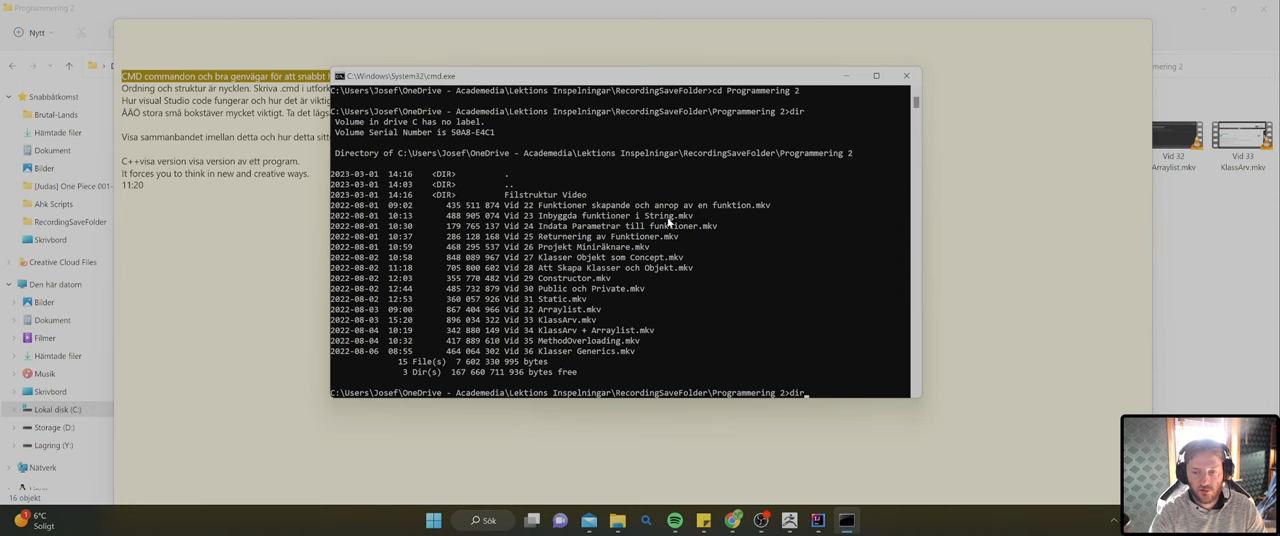 Programmering 2
Nytt
CMD commandon och bra genvägar för att snabbt
Ordning och struktur är nycklen. Skriva .cmd i utfork
Hur visual Studio code fungerar och hur det är viktig
ÅÄÖ stora små bokstäver mycket viktigt. Ta det lägs
Visa sammanbandet imellan detta och hur detta sitte
C++visa version visa version av ett program.
It forces you to think in new and creative ways.
11:20
Snabbåtkomst
Brutal-Lands
Hämtade filer
Dokument
Bilder
[Judas] One Piece 001-
Ahk Scripts
RecordingSaveFolder
Skrivbord
Creative Cloud Files
Den här datorn
Bilder
Dokument
Filmer
Hämtade filer
Musik
Skrivbord
Lokal disk (C:)
Storage (D:)
Lagring (Y:)
Nätverk
16 objekt
C:\Windows\System32\cmd.exe
C:\Users\Josef\OneDrive - Academedia\Lektions Inspelningar\RecordingSaveFolder>cd Programmering 2
C:\Users\Josef\OneDrive - Academedia\Lektions Inspelningar\RecordingSaveFolder\Programmering 2>dir
Volume in drive C has no label.
Volume Serial Number is 50A8-E4C1
Directory of C:\Users\Josef\OneDrive - Academedia\Lektions Inspelningar\RecordingSaveFolder\Programmering 2
2023-03-01 14:16 <DIR> .
2023-03-01 14:03 <DIR> ..
2023-03-01 14:16 <DIR> Filstruktur Video
2022-08-01 09:02 435 511 874 Vid 22 Funktioner skapande och anrop av en funktion.mkv
2022-08-01 10:13 488 905 074 Vid 23 Inbyggda funktioner i String.mkv
2022-08-01 10:30 179 765 137 Vid 24 Indata Parametrar till funktioner.mkv
2022-08-01 10:37 286 128 168 Vid 25 Returnering av Funktioner.mkv
2022-08-01 10:59 468 295 537 Vid 26 Projekt Miniräknare.mkv
2022-08-02 10:58 848 089 967 Vid 27 Klasser Objekt som Concept.mkv
2022-08-02 11:18 705 800 602 Vid 28 Att Skapa Klasser och Objekt.mkv
2022-08-02 12:03 355 770 482 Vid 29 Constructor.mkv
2022-08-02 12:44 485 732 879 Vid 30 Public och Private.mkv
2022-08-02 12:53 360 057 926 Vid 31 Static.mkv
2022-08-03 09:00 867 404 966 Vid 32 Arraylist.mkv
2022-08-03 15:20 896 034 322 Vid 33 KlassArv.mkv
2022-08-04 10:19 342 880 149 Vid 34 KlassArv + Arraylist.mkv
2022-08-04 10:32 417 889 610 Vid 35 MethodOverloading.mkv
2022-08-06 08:55 464 064 302 Vid 36 Klasser Generics.mkv
15 File(s) 7 602 330 995 bytes
3 Dir(s) 167 660 711 936 bytes free
C:\Users\Josef\OneDrive - Academedia\Lektions Inspelningar\RecordingSaveFolder\Programmering 2>dir
Vid 32
Arraylist.mkv
Vid 33
KlassArv.mkv
6°C
Soligt
Sök